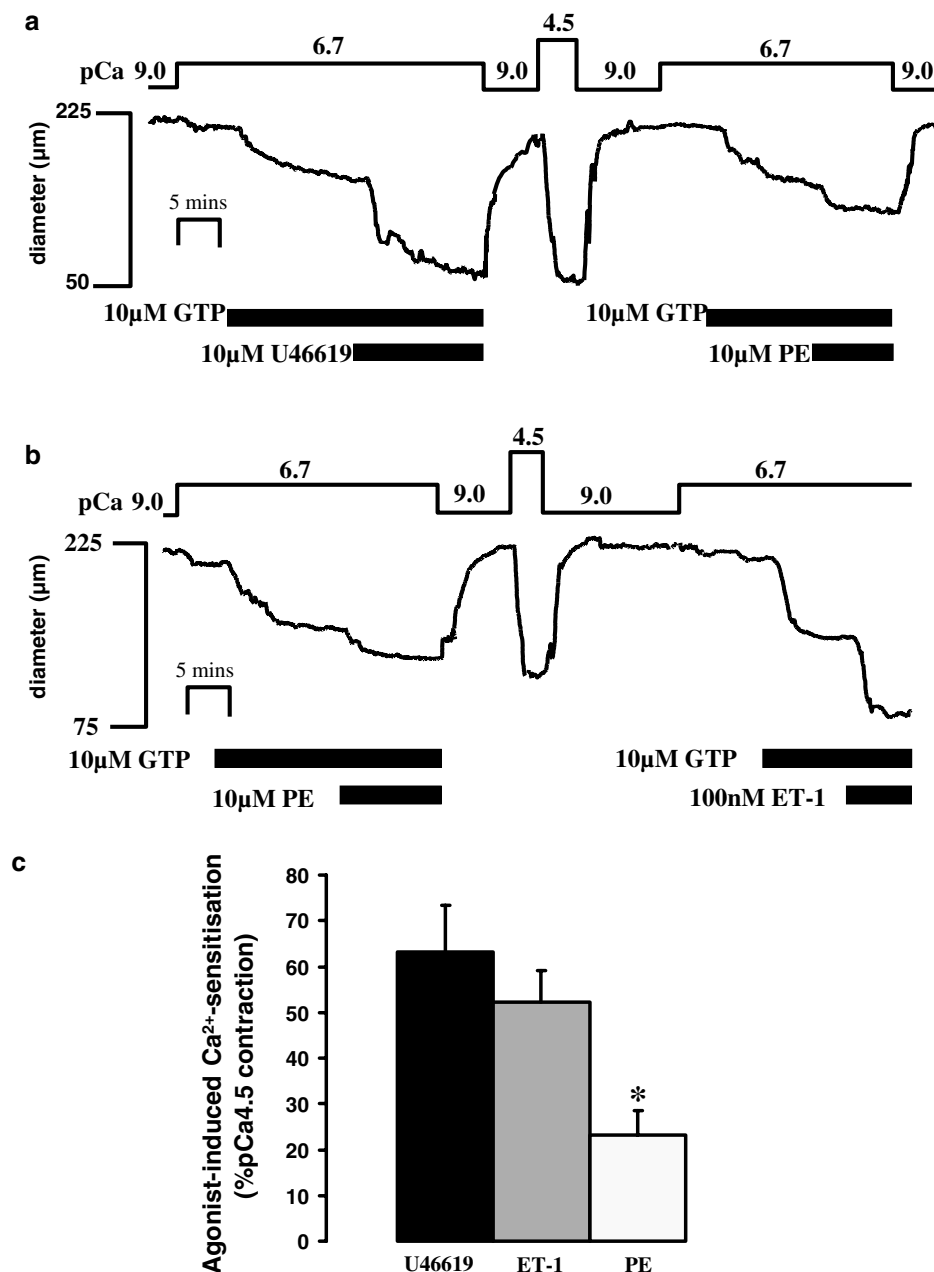 a
4.5
6.7
6.7
pCa 9.0
9.0
9.0
9.0
225
diameter (µm)
5 mins
50
10µM GTP
10µM GTP
10µM U46619
10µM PE
b
4.5
6.7
6.7
pCa 9.0
9.0
9.0
225
diameter (µm)
5 mins
75
10µM GTP
10µM GTP
10µM PE
100nM ET-1
c
Agonist-induced Ca²⁺-sensitisation
(%pCa4.5 contraction)
80
70
60
50
40
30
20
10
0
*
U46619
ET-1
PE